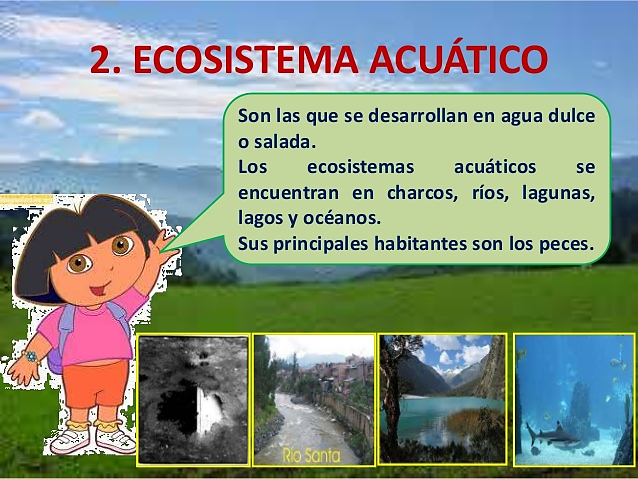 2. ECOSISTEMA ACUÁTICO
Son las que se desarrollan en agua dulce
o salada.
Los ecosistemas acuáticos se
encuentran en charcos, ríos, lagunas,
lagos y océanos.
Sus principales habitantes son los peces.
Rio Santa